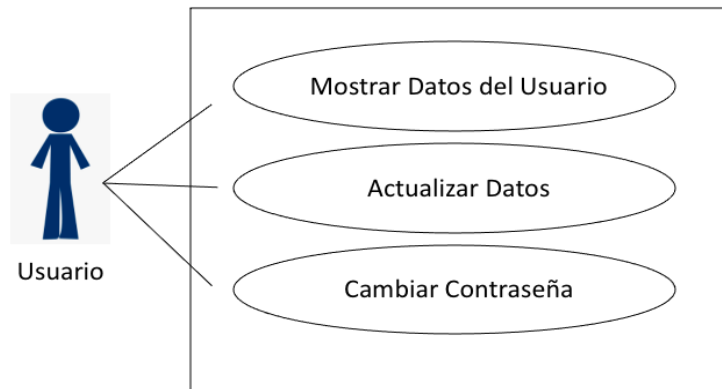 Mostrar Datos del Usuario
Actualizar Datos
Usuario
Cambiar Contraseña